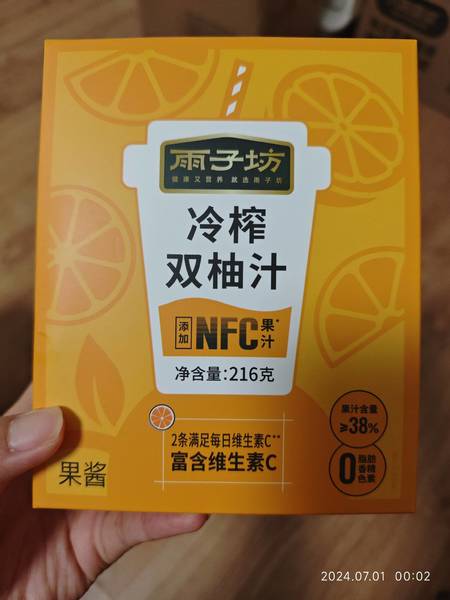 雨子坊
健康又营养 就选雨子坊
冷榨
双柚汁
添加
NFC果汁*
净含量:216克
2条满足每日维生素C**
富含维生素C
果汁含量
≥38%
0脂肪
香精
色素
果酱
2024.07.01 00:02